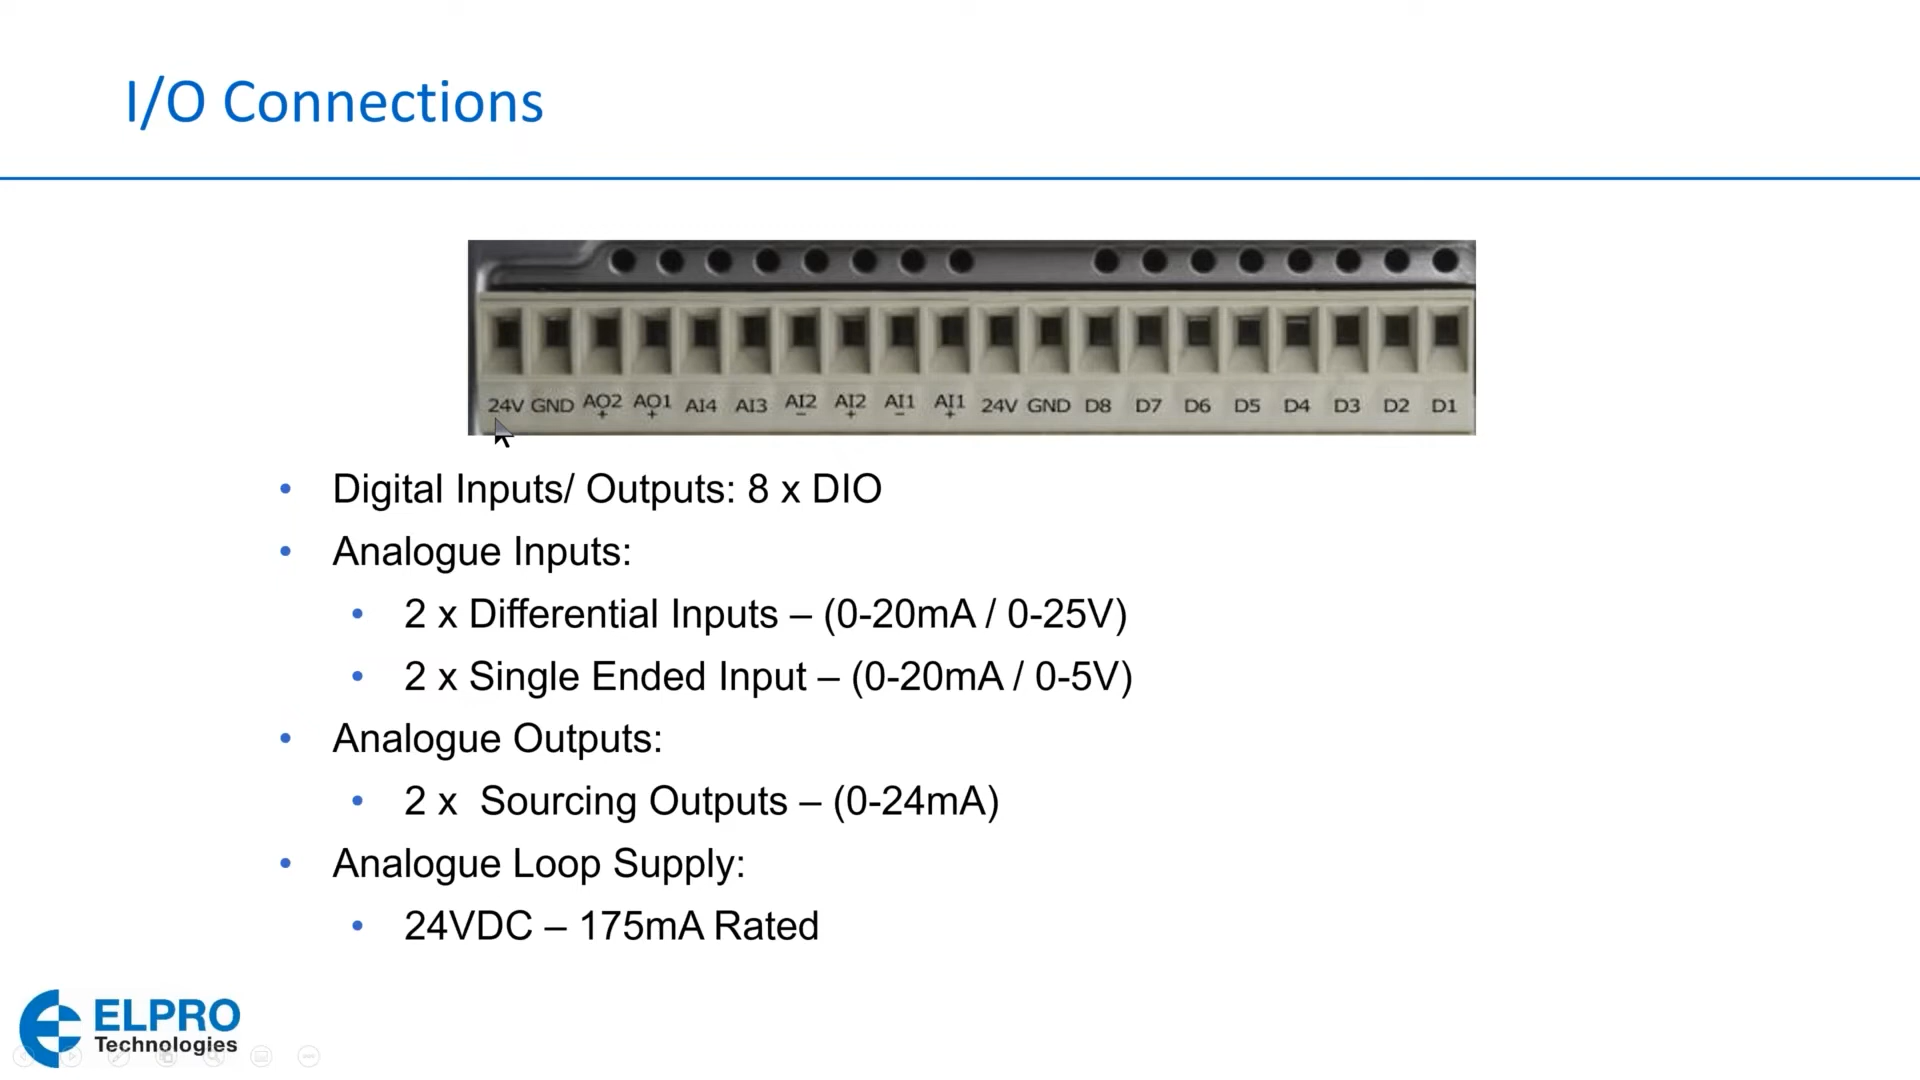 I/O Connections
24V GND AO2 AO1 AI4 AI3 AI2 AI2 AI1 AI1 24V GND D8 D7 D6 D5 D4 D3 D2 D1
+ + − + − +
• Digital Inputs/ Outputs: 8 x DIO
• Analogue Inputs:
• 2 x Differential Inputs – (0-20mA / 0-25V)
• 2 x Single Ended Input – (0-20mA / 0-5V)
• Analogue Outputs:
• 2 x Sourcing Outputs – (0-24mA)
• Analogue Loop Supply:
• 24VDC – 175mA Rated
ELPRO
Technologies